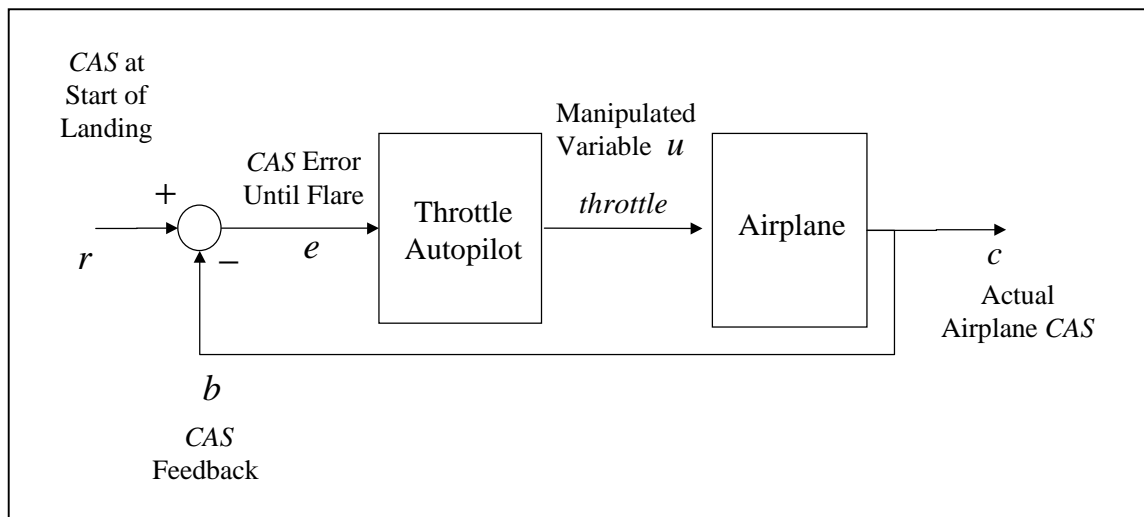 CAS at
Start of
Landing
Manipulated
Variable u
CAS Error
Until Flare
+
Throttle
Autopilot
throttle
Airplane
r
−
e
c
Actual
Airplane CAS
b
CAS
Feedback